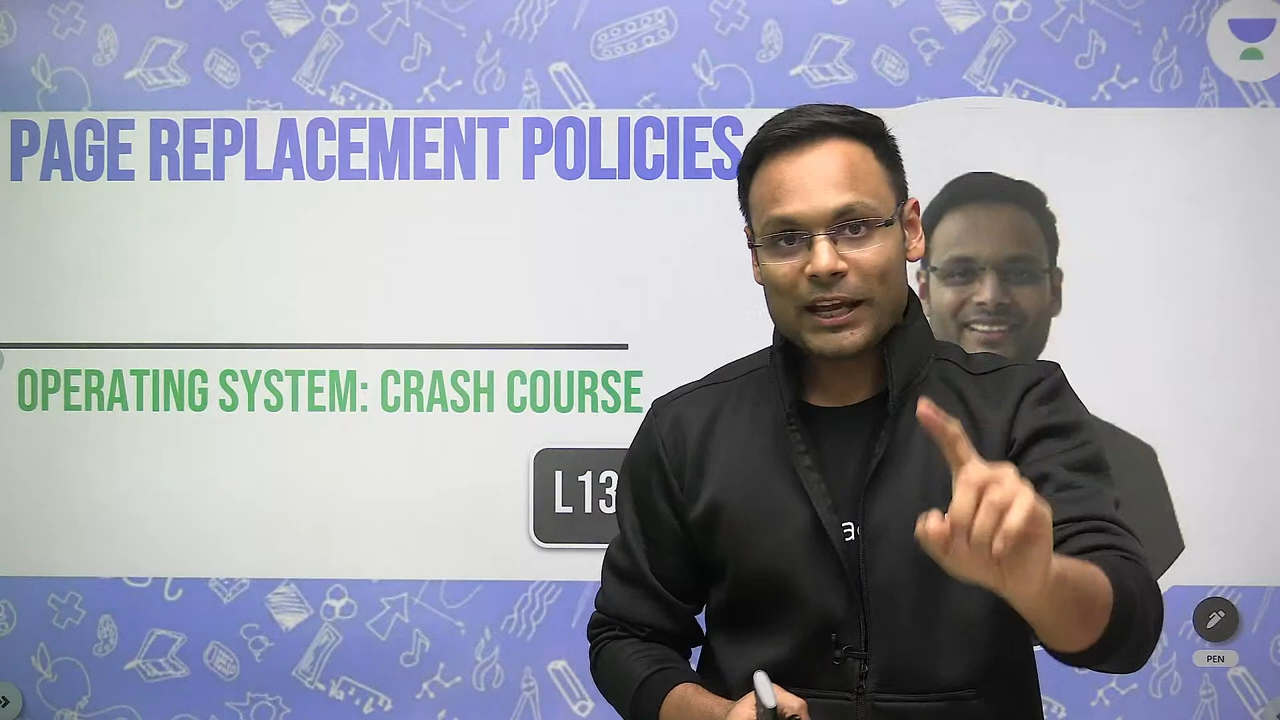 PAGE REPLACEMENT POLICIES
OPERATING SYSTEM: CRASH COURSE
L13
PEN